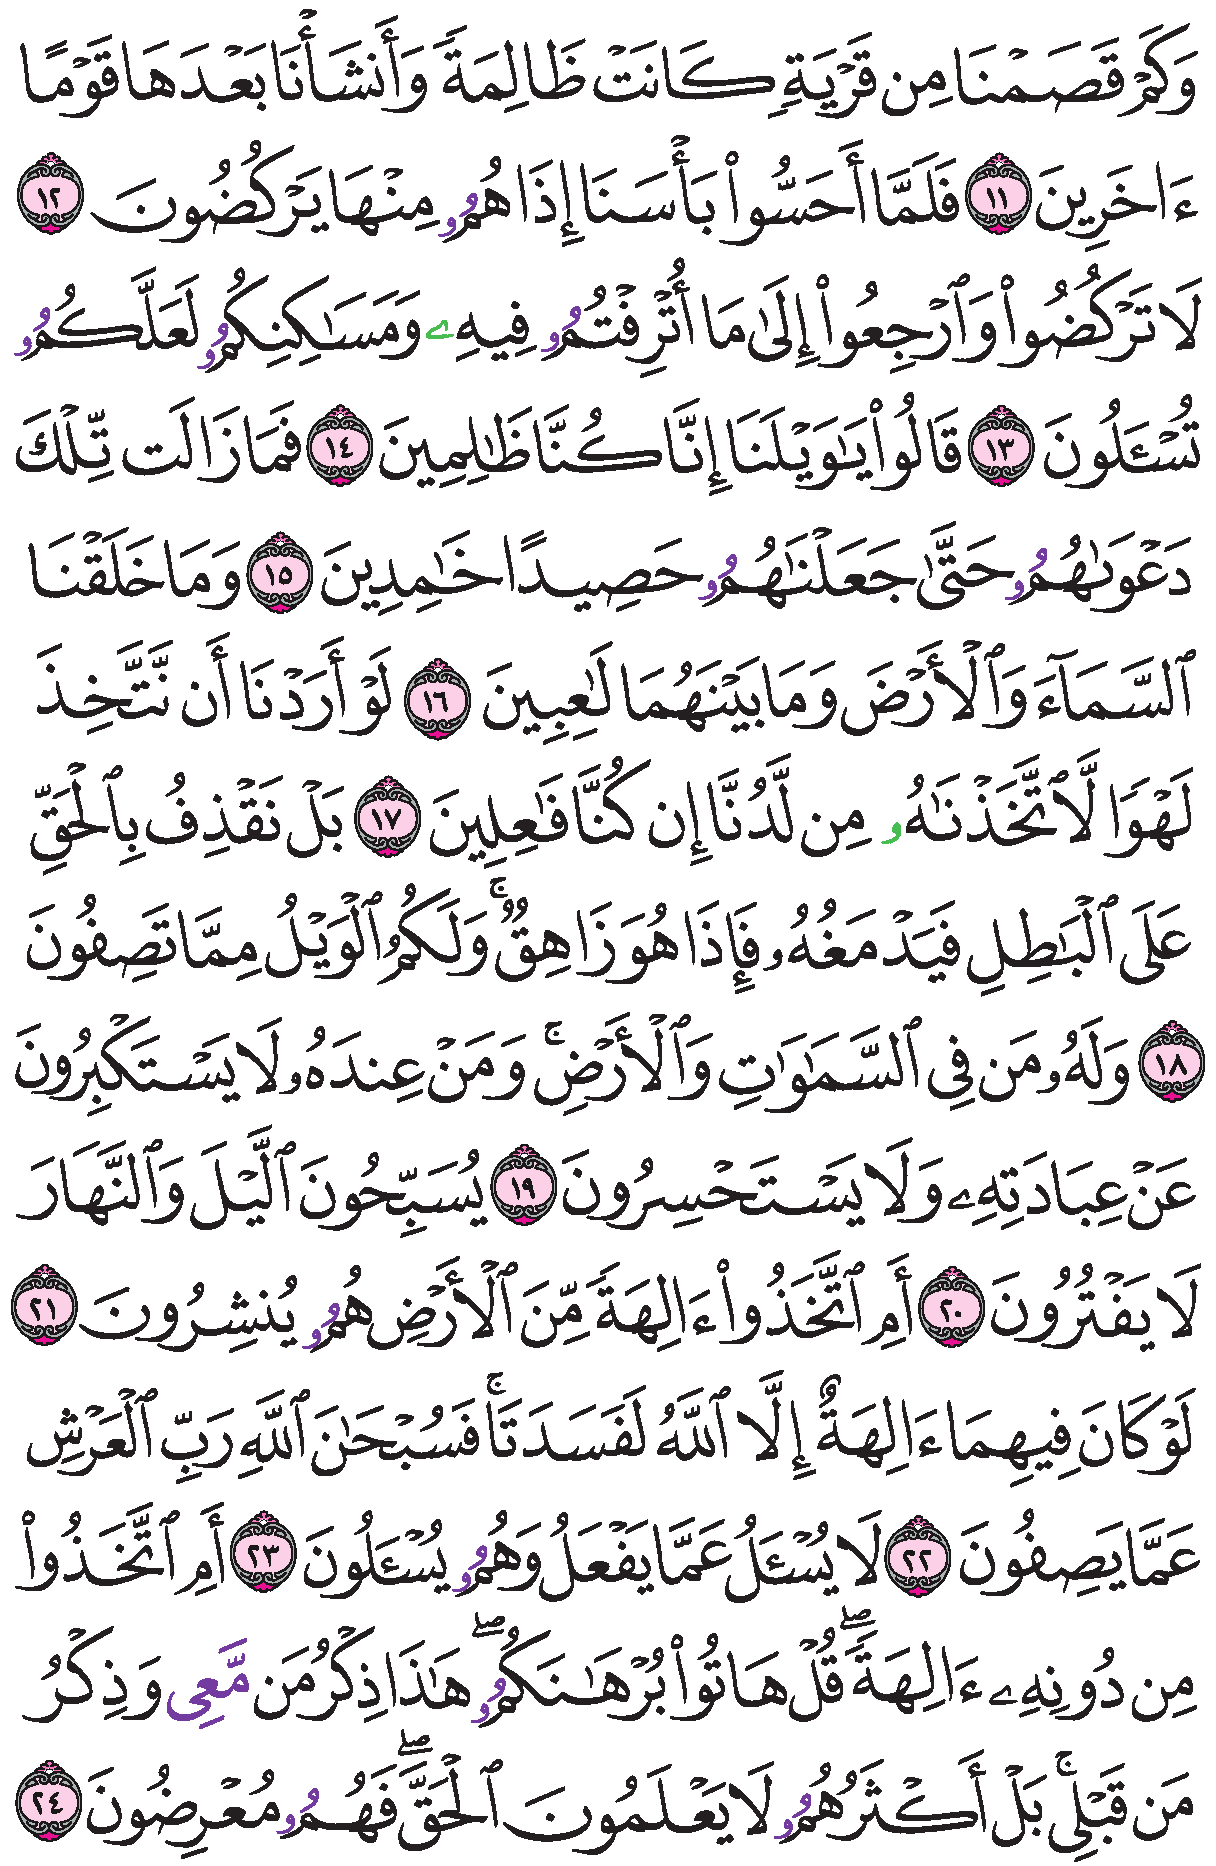 وَكَمْ قَصَمْنَا مِن قَرْيَةٍ كَانَتْ ظَالِمَةً وَأَنشَأْنَا بَعْدَهَا قَوْمًا
ءَاخَرِينَ ١١ فَلَمَّا أَحَسُّواْ بَأْسَنَا إِذَا هُمُۥ مِنْهَا يَرْكُضُونَ ١٢
لَا تَرْكُضُواْ وَٱرْجِعُواْ إِلَىٰ مَا أُتْرِفْتُمُۥ فِيهِۦ وَمَسَـٰكِنِكُمُۥ لَعَلَّكُمُۥ
تُسْـَٔلُونَ ١٣ قَالُواْ يَـٰوَيْلَنَا إِنَّا كُنَّا ظَـٰلِمِينَ ١٤ فَمَا زَالَت تِّلْكَ
دَعْوَىٰهُمُۥ حَتَّىٰ جَعَلْنَـٰهُمُۥ حَصِيدًا خَـٰمِدِينَ ١٥ وَمَا خَلَقْنَا
ٱلسَّمَآءَ وَٱلْأَرْضَ وَمَا بَيْنَهُمَا لَـٰعِبِينَ ١٦ لَوْ أَرَدْنَا أَن نَّتَّخِذَ
لَهْوًا لَّٱتَّخَذْنَـٰهُۥ مِن لَّدُنَّا إِن كُنَّا فَـٰعِلِينَ ١٧ بَلْ نَقْذِفُ بِٱلْحَقِّ
عَلَى ٱلْبَـٰطِلِ فَيَدْمَغُهُۥ فَإِذَا هُوَ زَاهِقٌۚ وَلَكُمُ ٱلْوَيْلُ مِمَّا تَصِفُونَ
١٨ وَلَهُۥ مَن فِى ٱلسَّمَـٰوَٰتِ وَٱلْأَرْضِۚ وَمَنْ عِندَهُۥ لَا يَسْتَكْبِرُونَ
عَنْ عِبَادَتِهِۦ وَلَا يَسْتَحْسِرُونَ ١٩ يُسَبِّحُونَ ٱلَّيْلَ وَٱلنَّهَارَ
لَا يَفْتُرُونَ ٢٠ أَمِ ٱتَّخَذُواْ ءَالِهَةً مِّنَ ٱلْأَرْضِ هُمُۥ يُنشِرُونَ ٢١
لَوْ كَانَ فِيهِمَا ءَالِهَةٌ إِلَّا ٱللَّهُ لَفَسَدَتَاۚ فَسُبْحَـٰنَ ٱللَّهِ رَبِّ ٱلْعَرْشِ
عَمَّا يَصِفُونَ ٢٢ لَا يُسْـَٔلُ عَمَّا يَفْعَلُ وَهُمُۥ يُسْـَٔلُونَ ٢٣ أَمِ ٱتَّخَذُواْ
مِن دُونِهِۦ ءَالِهَةًۖ قُلْ هَاتُواْ بُرْهَـٰنَكُمُۥۖ هَـٰذَا ذِكْرُ مَن مَّعِى وَذِكْرُ
مَن قَبْلِىۚ بَلْ أَكْثَرُهُمُۥ لَا يَعْلَمُونَ ٱلْحَقَّۖ فَهُمُۥ مُعْرِضُونَ ٢٤